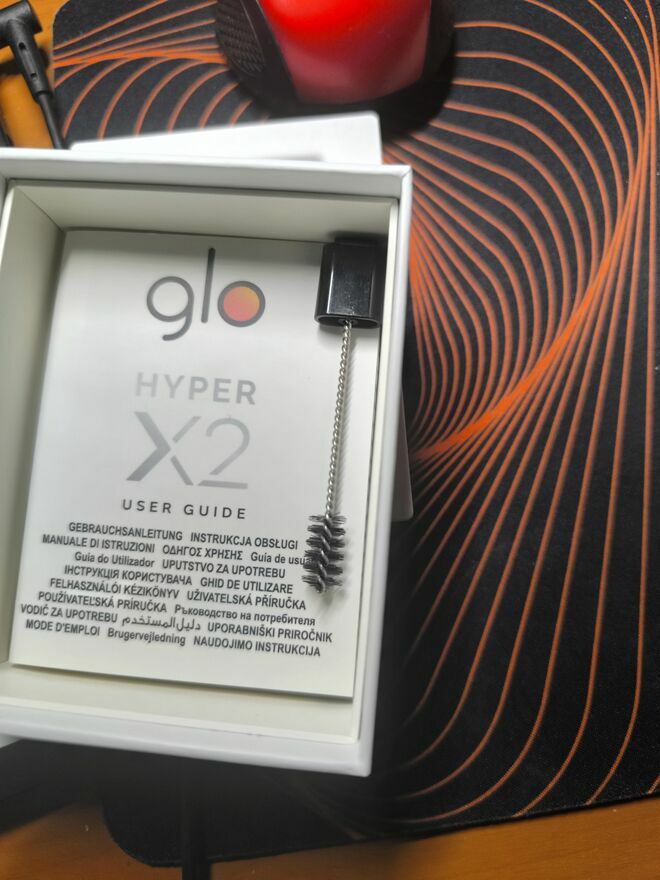 glo
HYPER
X2
USER GUIDE
GEBRAUCHSANLEITUNG INSTRUKCJA OBSŁUGI
MANUALE DI ISTRUZIONI ΟΔΗΓΟΣ ΧΡΗΣΗΣ Guía de
Guia do Utilizador UPUTSTVO ZA UPOTREBU
ІНСТРУКЦІЯ КОРИСТУВАЧА GHID DE UTILIZARE
FELHASZNÁLÓI KÉZIKÖNYV UŽIVATELSKÁ PŘÍRUČKA
POUŽÍVATEĽSKÁ PRÍRUČKA Ръководство на потребителя
VODIČ ZA UPOTREBU دليل المستخدم UPORABNIŠKI PRIROČNIK
MODE D'EMPLOI Brugervejledning NAUDOJIMO INSTRUKCIJA